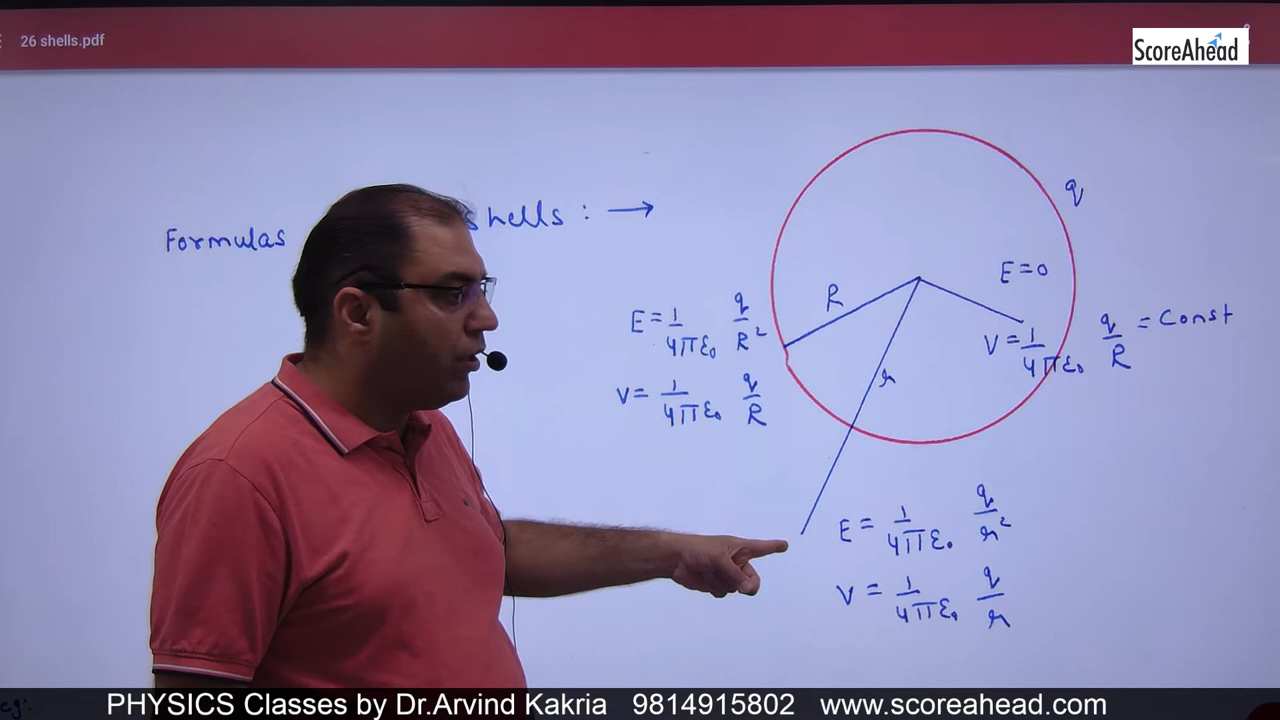 26 shells.pdf
ScoreAhead
Formulas shells : →
q
R
E = 0
E = 1/4πε₀ q/R²
V = 1/4πε₀ q/R
V = 1/4πε₀ q/R = Const
r
E = 1/4πε₀ q/r²
V = 1/4πε₀ q/r
eg:
PHYSICS Classes by Dr.Arvind Kakria 9814915802 www.scoreahead.com